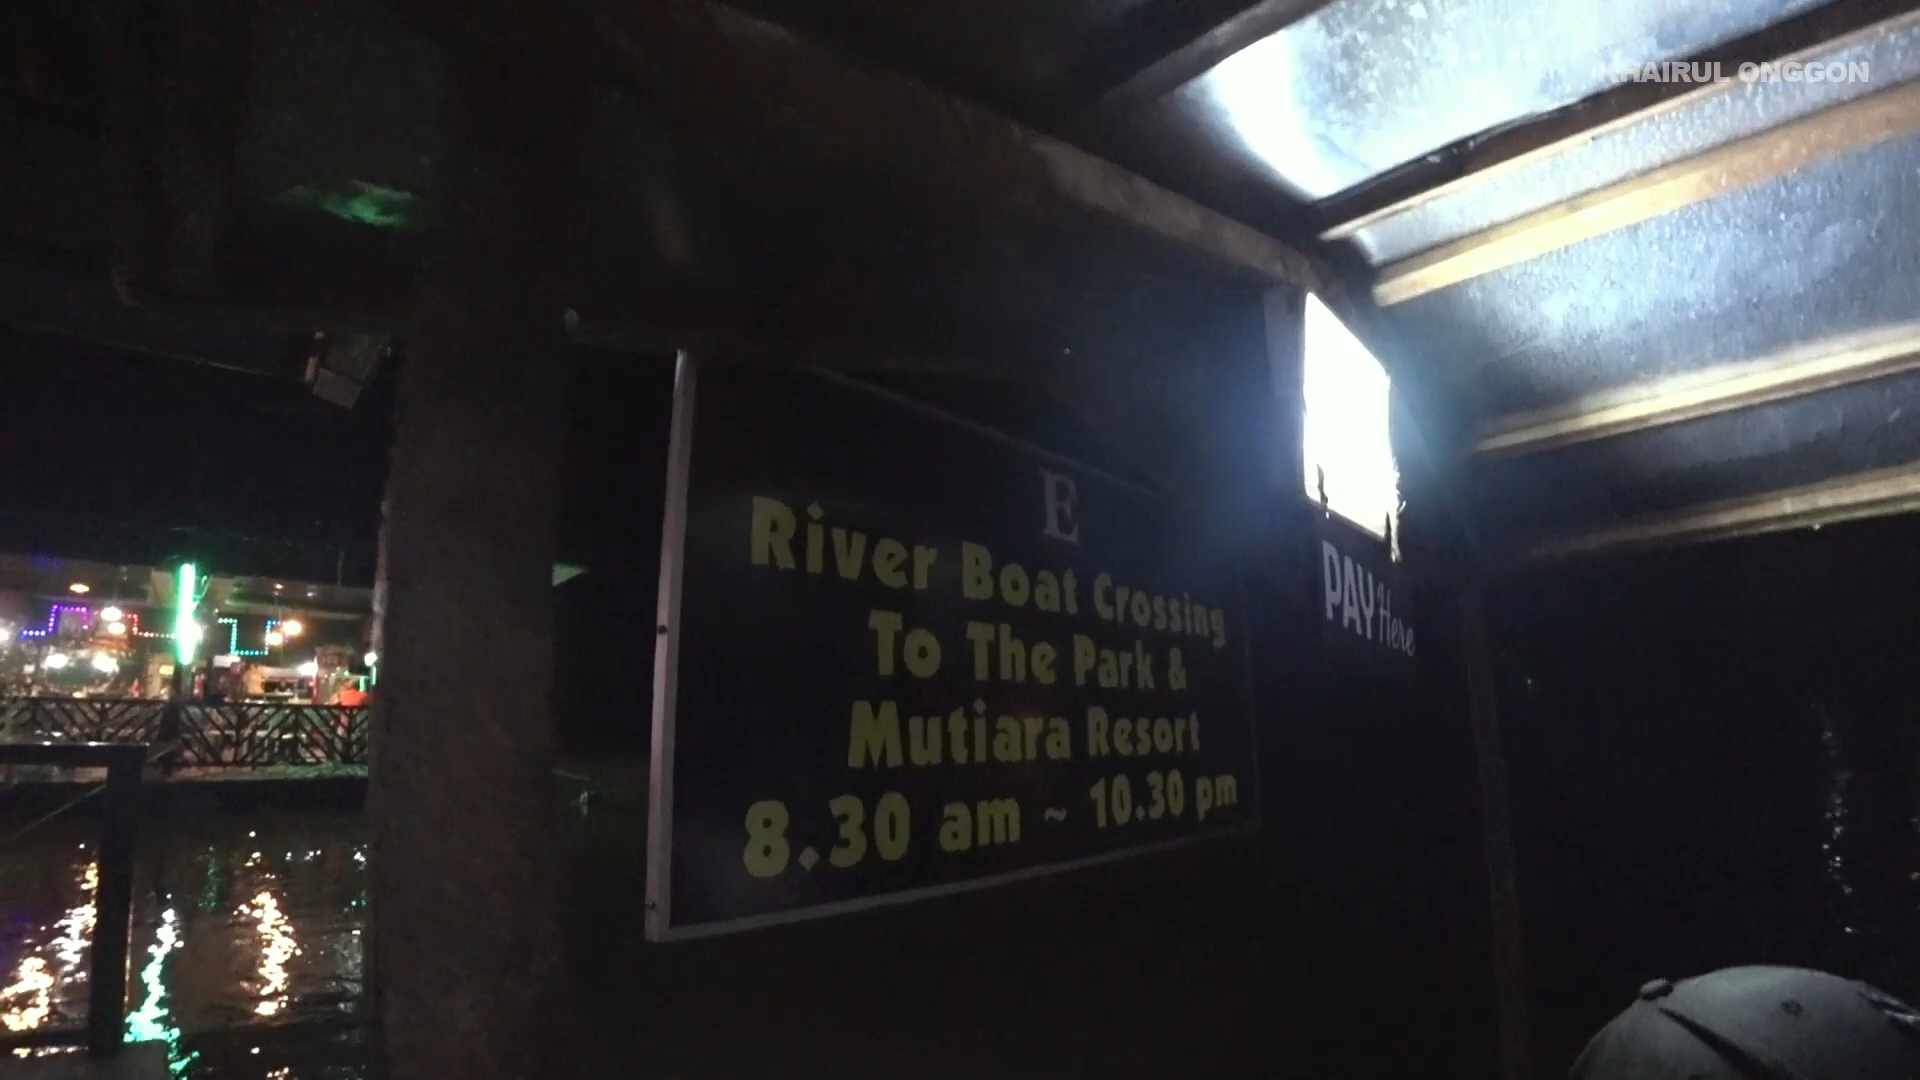 KHAIRUL ONGGON
E
River Boat Crossing
To The Park &
Mutiara Resort
8.30 am ~ 10.30 pm
PAY Here